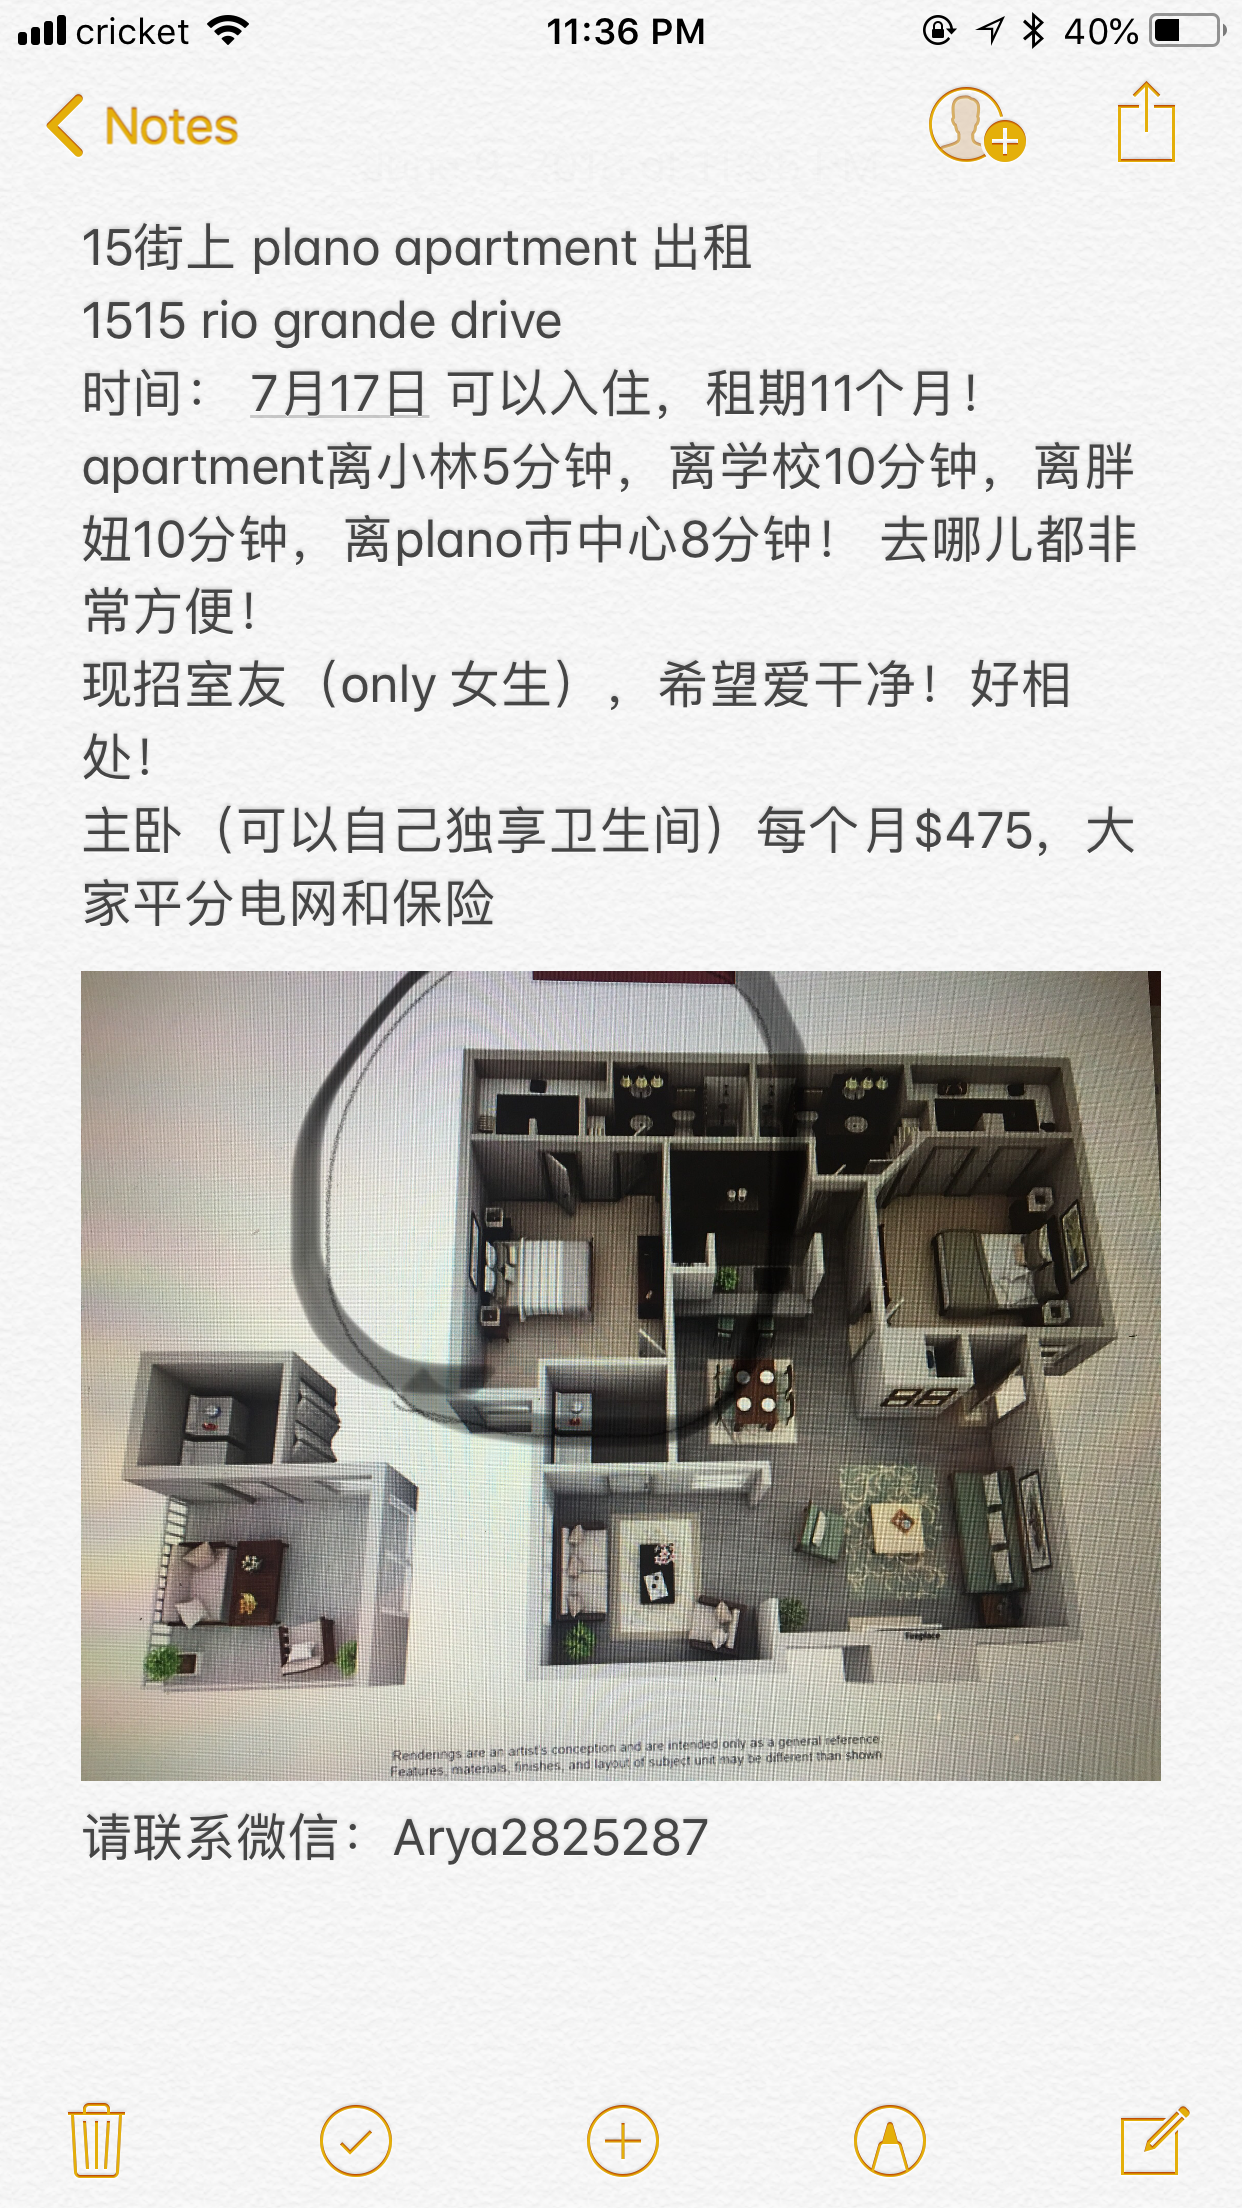 cricket 11:36 PM 40%
Notes
15街上 plano apartment 出租
1515 rio grande drive
时间： 7月17日 可以入住，租期11个月！
apartment离小林5分钟，离学校10分钟，离胖
妞10分钟，离plano市中心8分钟！ 去哪儿都非
常方便！
现招室友（only 女生），希望爱干净！好相
处！
主卧（可以自己独享卫生间）每个月$475，大
家平分电网和保险
fireplace
Renderings are an artist's conception and are intended only as a general reference.
Features, materials, finishes, and layout of subject unit may be different than shown.
请联系微信：Arya2825287